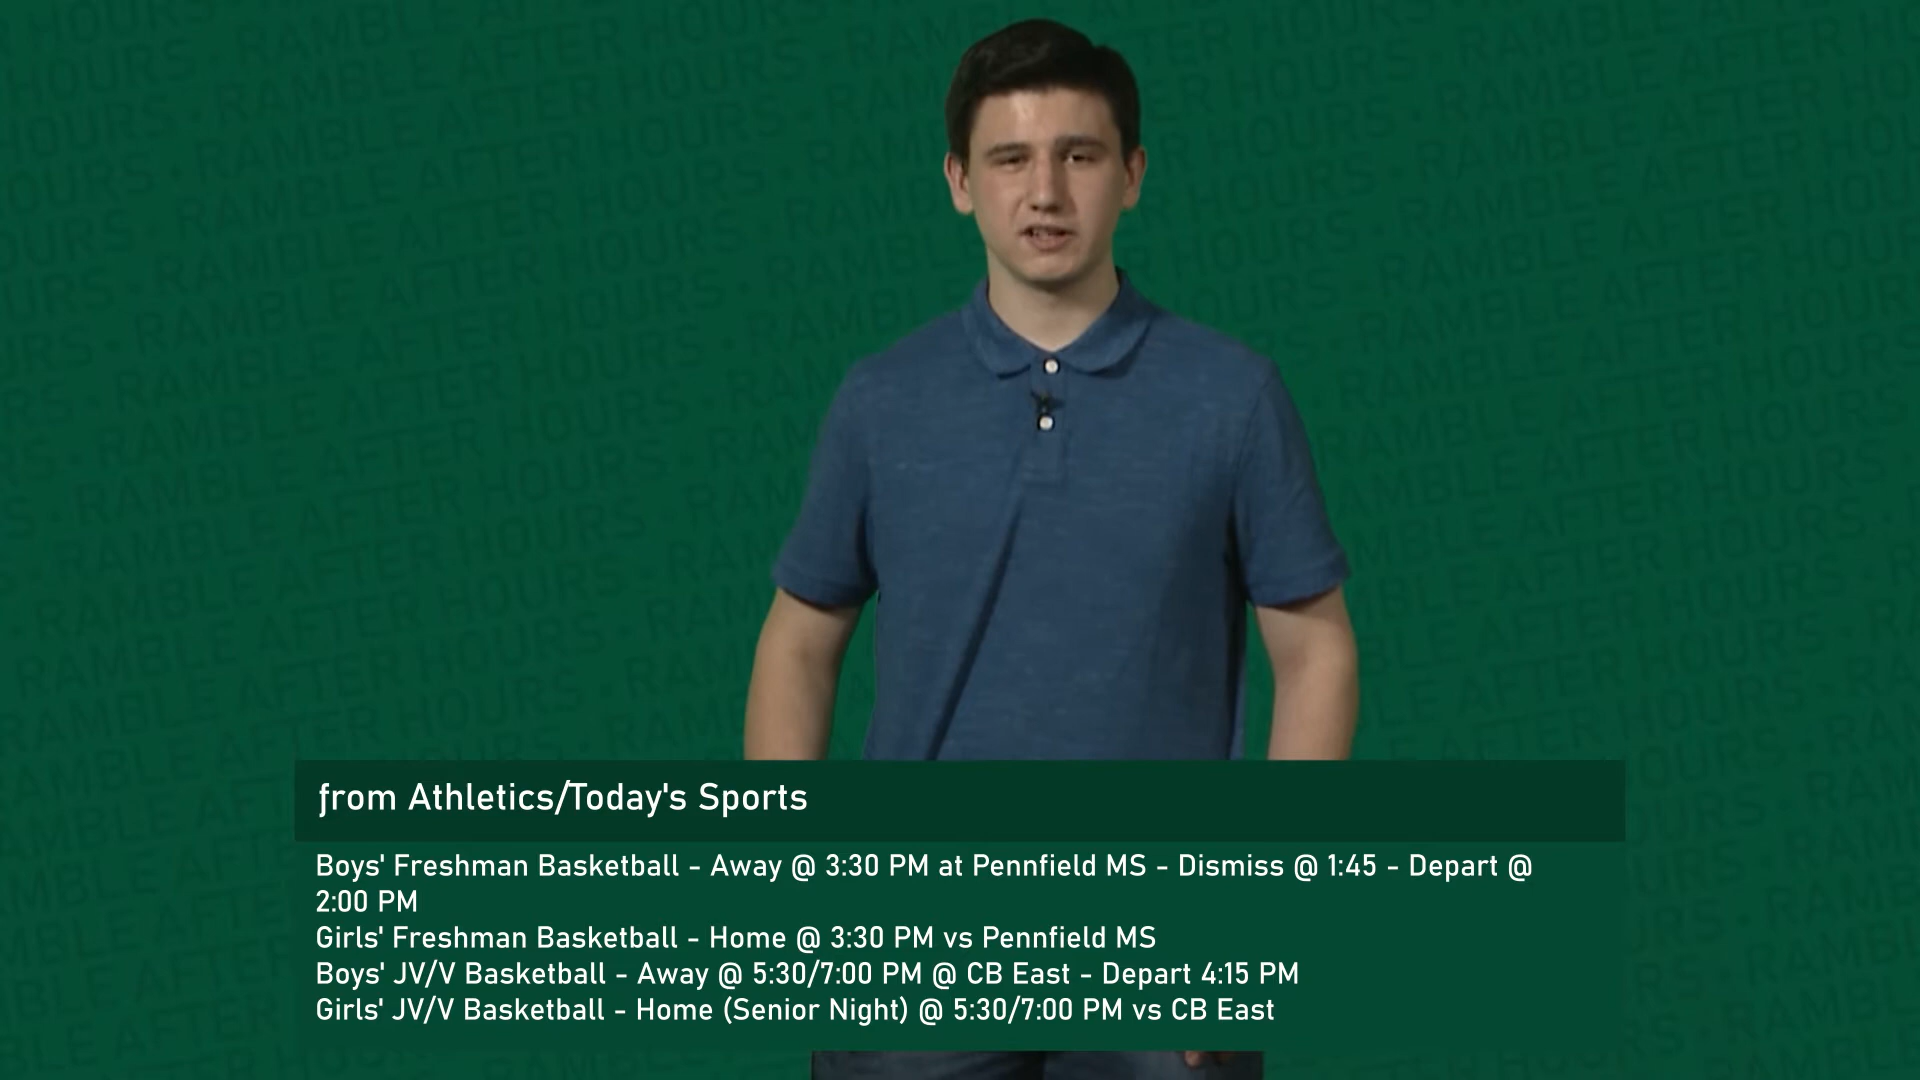 RAMBLE AFTER HOURS
from Athletics/Today's Sports
Boys' Freshman Basketball - Away @ 3:30 PM at Pennfield MS - Dismiss @ 1:45 - Depart @
2:00 PM
Girls' Freshman Basketball - Home @ 3:30 PM vs Pennfield MS
Boys' JV/V Basketball - Away @ 5:30/7:00 PM @ CB East - Depart 4:15 PM
Girls' JV/V Basketball - Home (Senior Night) @ 5:30/7:00 PM vs CB East